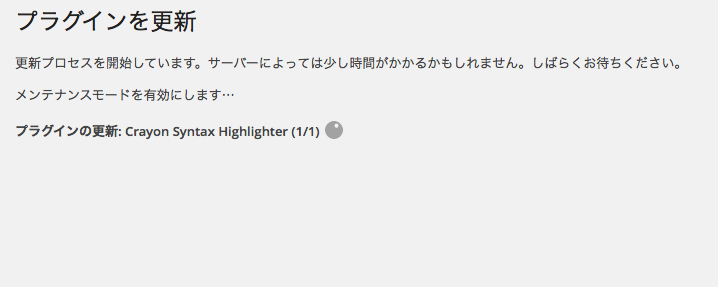 プラグインを更新
更新プロセスを開始しています。サーバーによっては少し時間がかかるかもしれません。しばらくお待ちください。
メンテナンスモードを有効にします…
プラグインの更新: Crayon Syntax Highlighter (1/1)